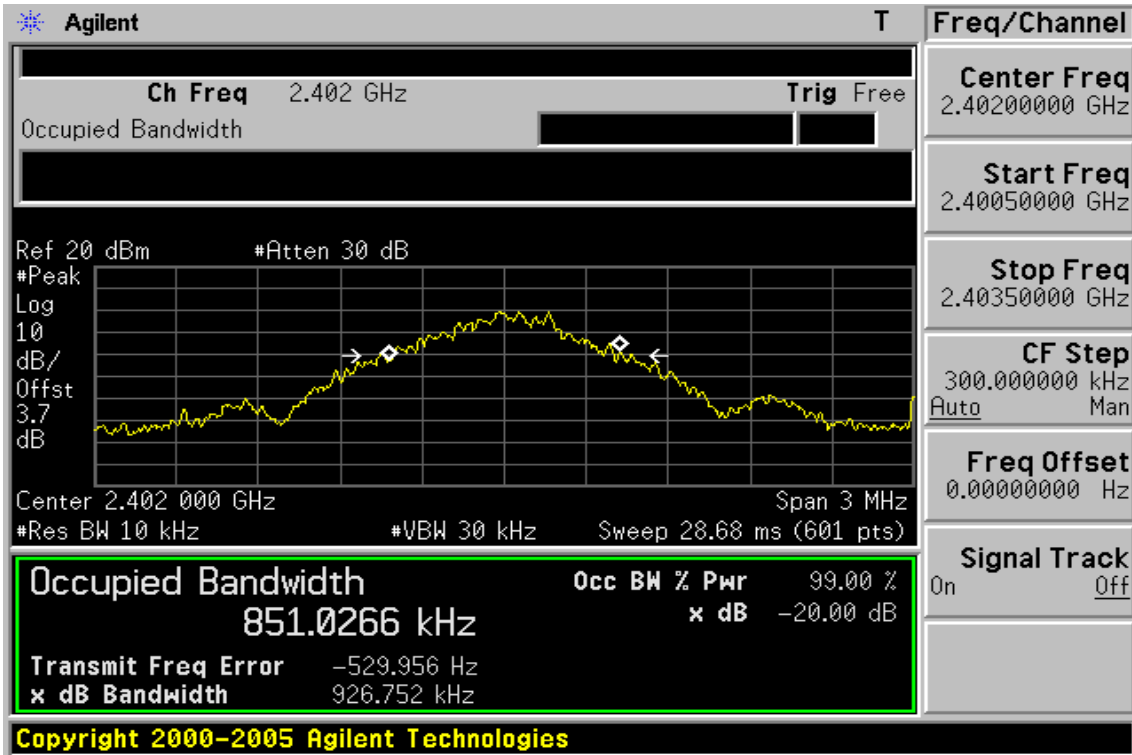 Agilent T
Freq/Channel
Ch Freq 2.402 GHz Trig Free
Occupied Bandwidth
Center Freq
2.40200000 GHz
Start Freq
2.40050000 GHz
Stop Freq
2.40350000 GHz
CF Step
300.000000 kHz
Auto Man
Freq Offset
0.00000000 Hz
Signal Track
On Off
Ref 20 dBm #Atten 30 dB
#Peak
Log
10
dB/
Offst
3.7
dB
Center 2.402 000 GHz Span 3 MHz
#Res BW 10 kHz #VBW 30 kHz Sweep 28.68 ms (601 pts)
Occupied Bandwidth
851.0266 kHz
Occ BW % Pwr 99.00 %
x dB -20.00 dB
Transmit Freq Error -529.956 Hz
x dB Bandwidth 926.752 kHz
Copyright 2000-2005 Agilent Technologies